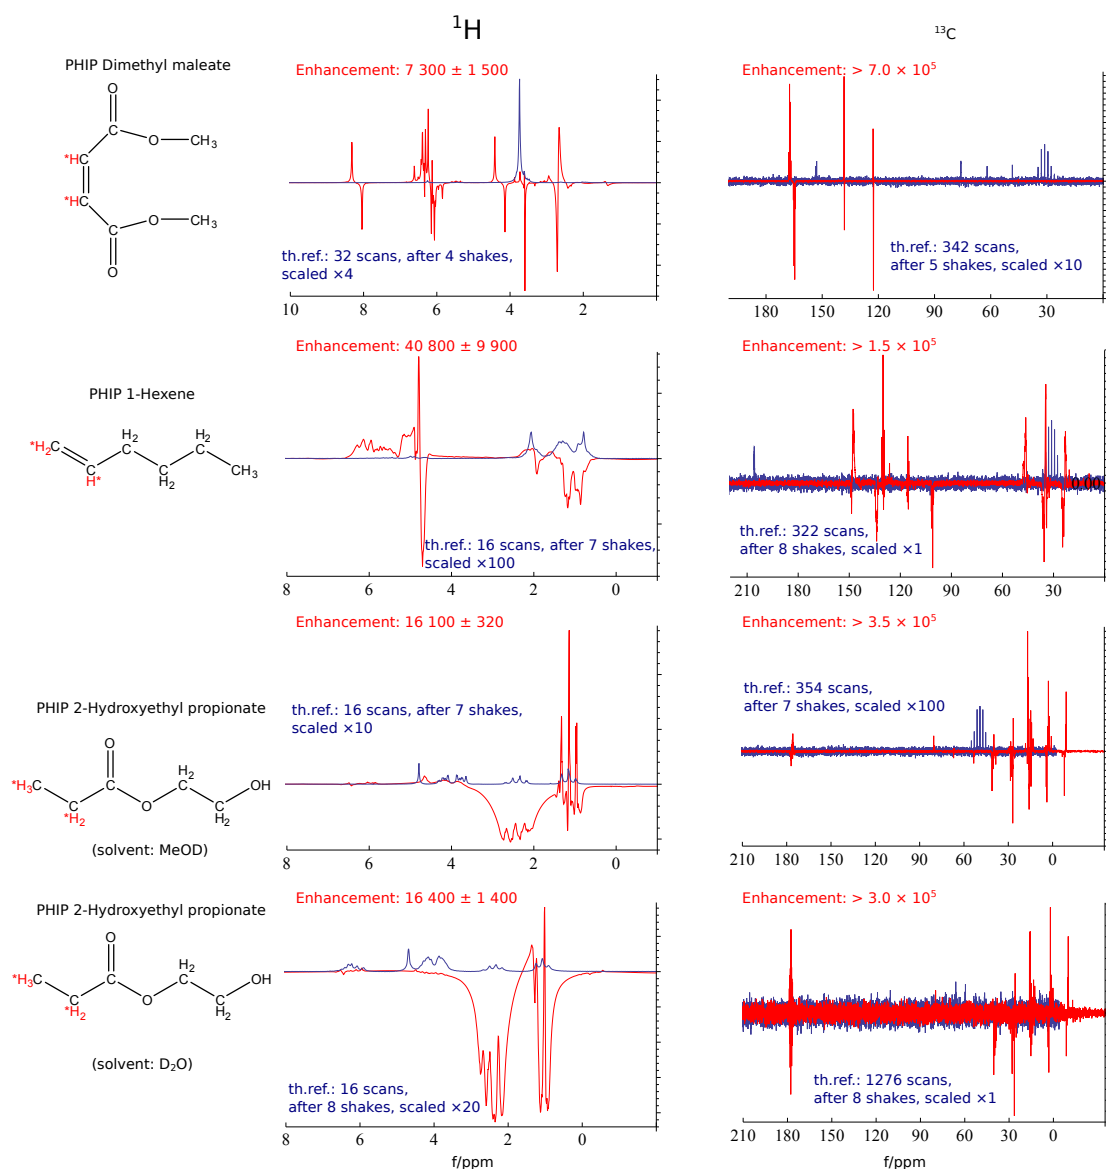 ¹H
¹³C
PHIP Dimethyl maleate
Enhancement: 7 300 ± 1 500
Enhancement: > 7.0 × 10⁵
O
C
O
CH₃
*H
C
*H
C
C
O
CH₃
O
th.ref.: 32 scans, after 4 shakes,
scaled ×4
th.ref.: 342 scans,
after 5 shakes, scaled ×10
10 8 6 4 2
180 150 120 90 60 30
PHIP 1-Hexene
Enhancement: 40 800 ± 9 900
Enhancement: > 1.5 × 10⁵
H₂ H₂
*H₂C
C C C CH₃
H* C
H₂
0.00
th.ref.: 16 scans, after 7 shakes,
scaled ×100
th.ref.: 322 scans,
after 8 shakes, scaled ×1
8 6 4 2 0
210 180 150 120 90 60 30
PHIP 2-Hydroxyethyl propionate
Enhancement: 16 100 ± 320
Enhancement: > 3.5 × 10⁵
th.ref.: 16 scans, after 7 shakes,
scaled ×10
th.ref.: 354 scans,
after 7 shakes, scaled ×100
O
H₂
*H₃C C C OH
C O C
*H₂ H₂
(solvent: MeOD)
8 6 4 2 0
210 180 150 120 90 60 30 0
PHIP 2-Hydroxyethyl propionate
Enhancement: 16 400 ± 1 400
Enhancement: > 3.0 × 10⁵
O
H₂
*H₃C C C OH
C O C
*H₂ H₂
(solvent: D₂O)
th.ref.: 16 scans,
after 8 shakes, scaled ×20
th.ref.: 1276 scans,
after 8 shakes, scaled ×1
8 6 4 2 0
210 180 150 120 90 60 30 0
f/ppm
f/ppm